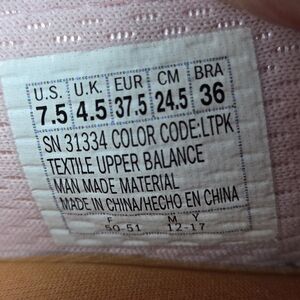 U.S. U.K. EUR CM BRA
7.5 4.5 37.5 24.5 36
SN 31334 COLOR CODE:LTPK
TEXTILE UPPER BALANCE
MAN MADE MATERIAL
MADE IN CHINA/HECHO EN CHINA
F M Y
50-51 12-17